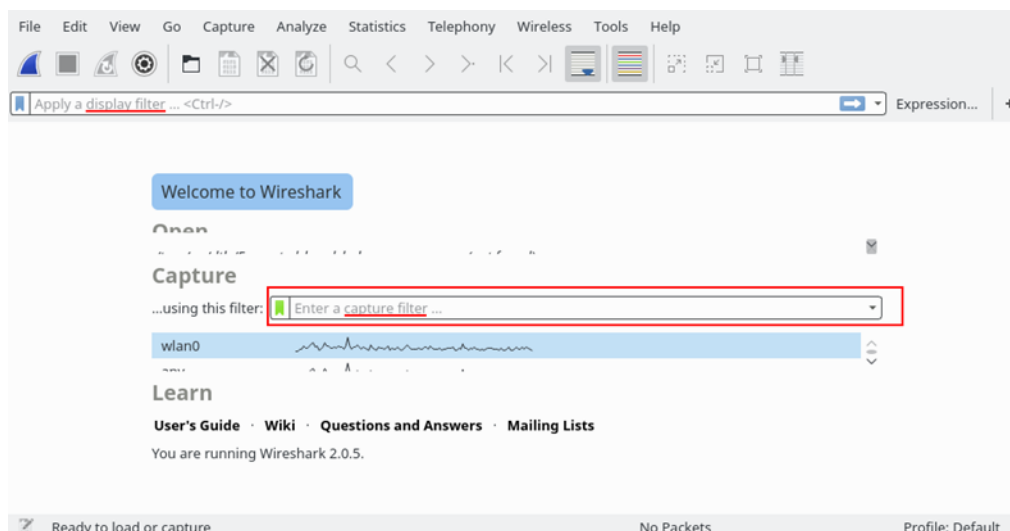 File Edit View Go Capture Analyze Statistics Telephony Wireless Tools Help
Apply a display filter ... <Ctrl-/> Expression... +
Welcome to Wireshark
Open
Capture
...using this filter: Enter a capture filter ...
wlan0
any
Learn
User's Guide · Wiki · Questions and Answers · Mailing Lists
You are running Wireshark 2.0.5.
Ready to load or capture No Packets Profile: Default